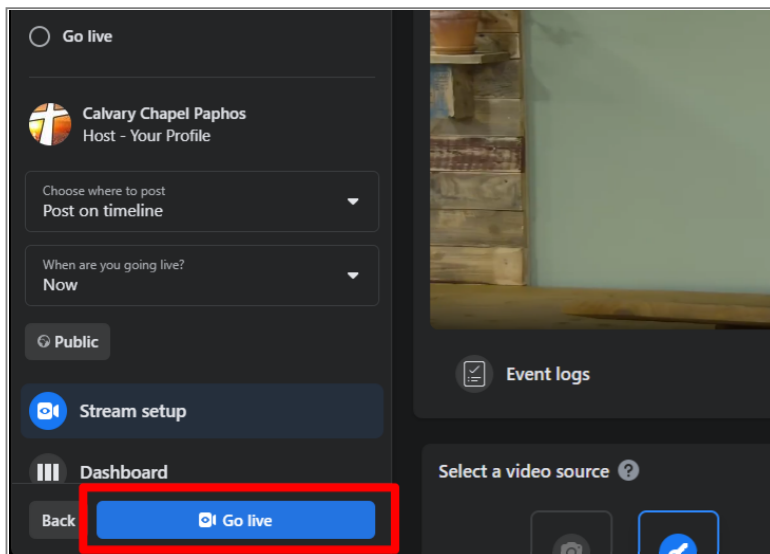 Go live
Calvary Chapel Paphos
Host - Your Profile
Choose where to post
Post on timeline
When are you going live?
Now
Public
Stream setup
Dashboard
Back
Go live
Event logs
Select a video source